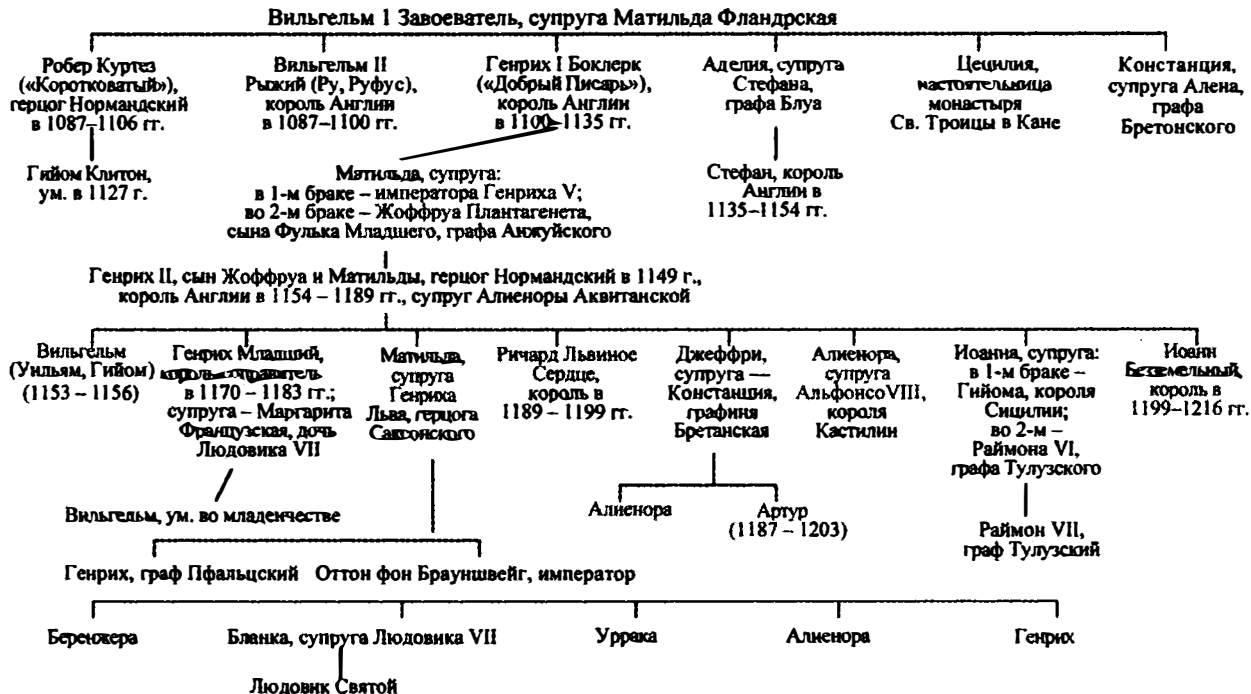 Вильгельм 1 Завоеватель, супруга Матильда Фландрская
Робер Куртез
(«Коротковатый»),
герцог Нормандский
в 1087–1106 гг.
Вильгельм II
Рыжий (Ру, Руфус),
король Англии
в 1087–1100 гг.
Генрих I Боклерк
(«Добрый Писарь»),
король Англии
в 1100–1135 гг.
Аделия, супруга
Стефана,
графа Блуа
Цецилия,
настоятельница
монастыря
Св. Троицы в Кане
Констанция,
супруга Алена,
графа
Бретонского
Гийом Клитон,
ум. в 1127 г.
Матильда, супруга:
в 1-м браке – императора Генриха V;
во 2-м браке – Жоффруа Плантагенета,
сына Фулька Младшего, графа Анжуйского
Стефан, король
Англии в
1135–1154 гг.
Генрих II, сын Жоффруа и Матильды, герцог Нормандский в 1149 г.,
король Англии в 1154 – 1189 гг., супруг Алиеноры Аквитанской
Вильгельм
(Уильям, Гийом)
(1153 – 1156)
Генрих Младший,
король-соправитель
в 1170 – 1183 гг.;
супруга – Маргарита
Французская, дочь
Людовика VII
Матильда,
супруга
Генриха
Льва, герцога
Саксонского
Ричард Львиное
Сердце,
король в
1189 – 1199 гг.
Джеффри,
супруга —
Констанция,
графиня
Бретанская
Алиенора,
супруга
Альфонсо VIII,
короля
Кастилии
Иоанна, супруга:
в 1-м браке –
Гийома, короля
Сицилии;
во 2-м –
Раймона VI,
графа Тулузского
Иоанн
Безземельный,
король в
1199–1216 гг.
Вильгельм, ум. во младенчестве
Алиенора
Артур
(1187 – 1203)
Раймон VII,
граф Тулузский
Генрих, граф Пфальцский
Оттон фон Брауншвейг, император
Беренжера
Бланка, супруга Людовика VII
Уррака
Алиенора
Генрих
Людовик Святой